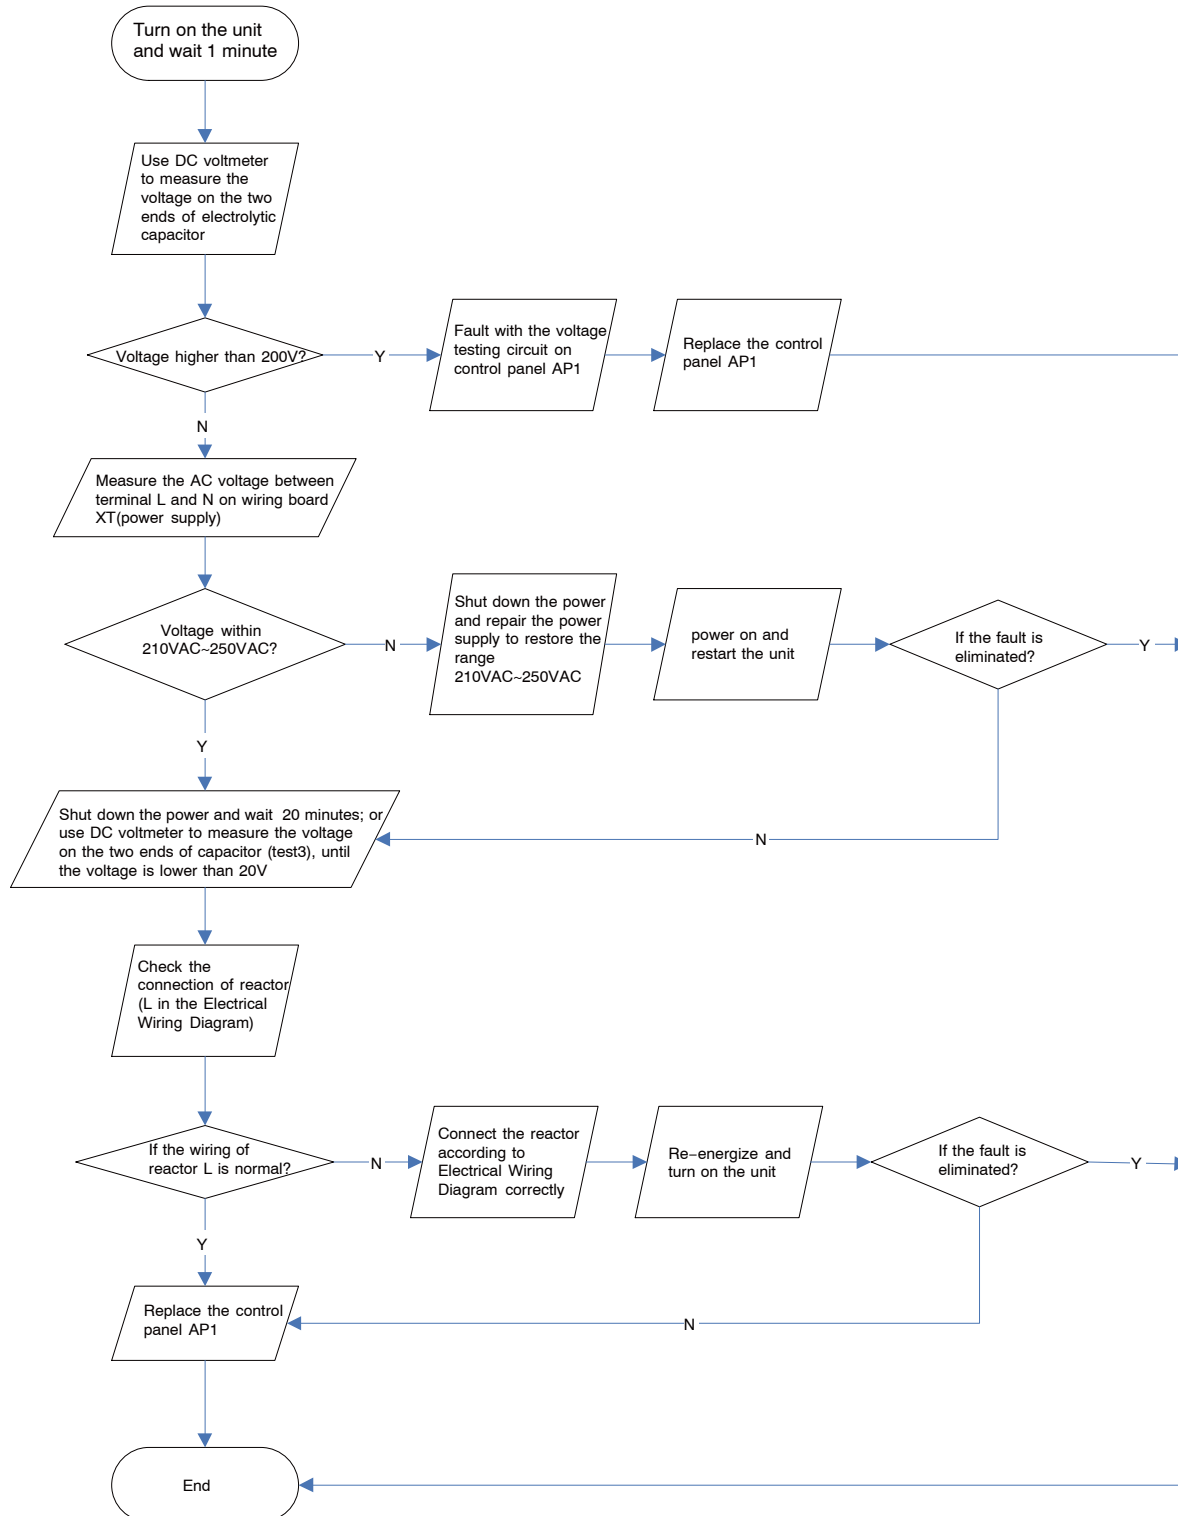 Turn on the unit
and wait 1 minute
Use DC voltmeter
to measure the
voltage on the two
ends of electrolytic
capacitor
Voltage higher than 200V?
Y
Fault with the voltage
testing circuit on
control panel AP1
Replace the control
panel AP1
N
Measure the AC voltage between
terminal L and N on wiring board
XT(power supply)
Voltage within
210VAC~250VAC?
N
Shut down the power
and repair the power
supply to restore the
range
210VAC~250VAC
power on and
restart the unit
If the fault is
eliminated?
Y
Y
N
Shut down the power and wait 20 minutes; or
use DC voltmeter to measure the voltage
on the two ends of capacitor (test3), until
the voltage is lower than 20V
Check the
connection of reactor
(L in the Electrical
Wiring Diagram)
If the wiring of
reactor L is normal?
N
Connect the reactor
according to
Electrical Wiring
Diagram correctly
Re-energize and
turn on the unit
If the fault is
eliminated?
Y
Y
N
Replace the control
panel AP1
End